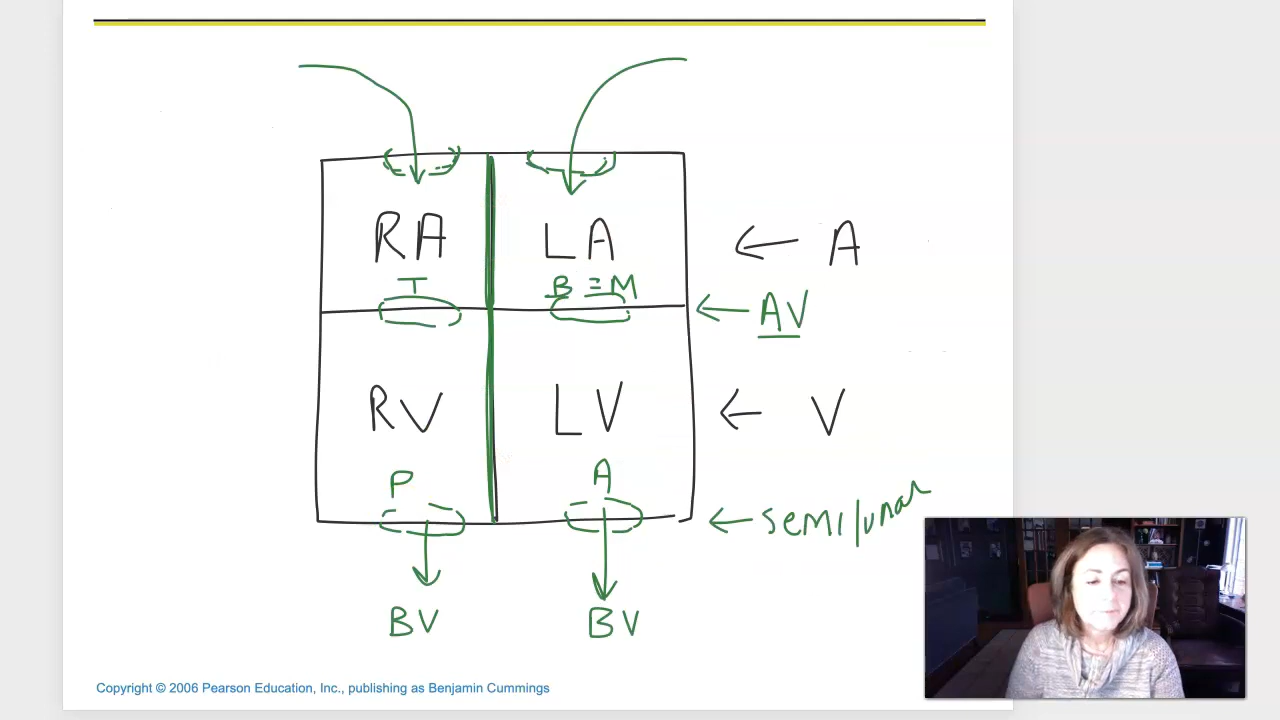 RA LA ← A
T B = M
← AV
RV LV ← V
P A
← semilunar
BV BV
Copyright © 2006 Pearson Education, Inc., publishing as Benjamin Cummings